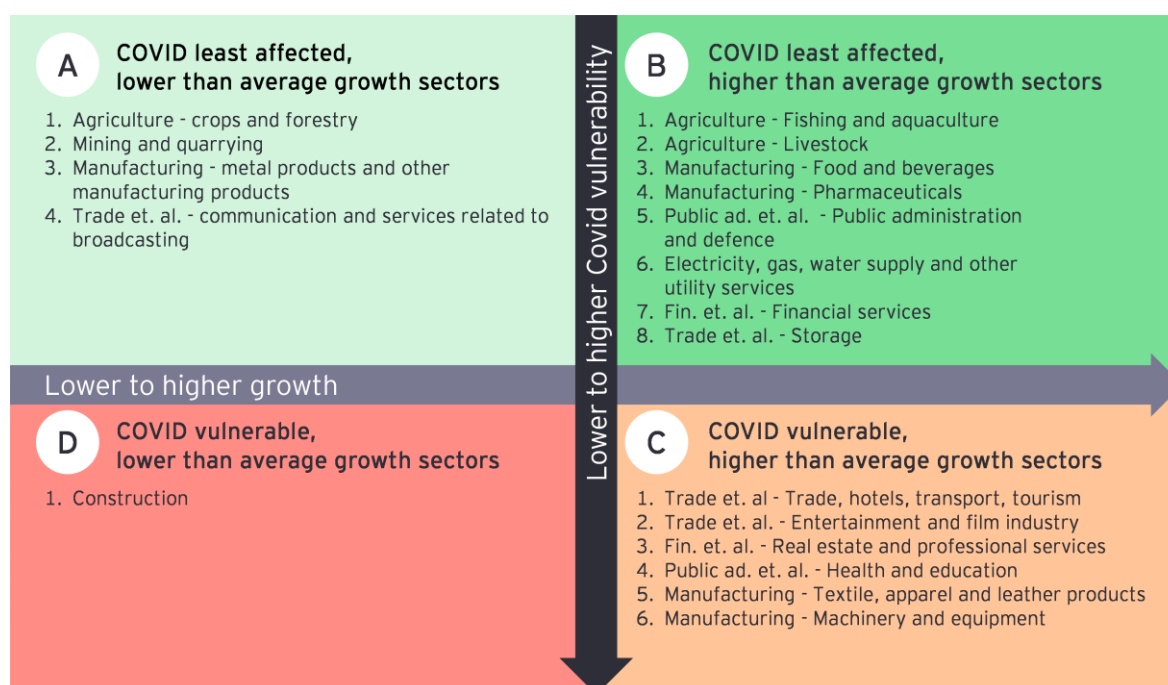 A
COVID least affected,
lower than average growth sectors
1. Agriculture - crops and forestry
2. Mining and quarrying
3. Manufacturing - metal products and other
manufacturing products
4. Trade et. al. - communication and services related to
broadcasting
B
COVID least affected,
higher than average growth sectors
1. Agriculture - Fishing and aquaculture
2. Agriculture - Livestock
3. Manufacturing - Food and beverages
4. Manufacturing - Pharmaceuticals
5. Public ad. et. al. - Public administration
and defence
6. Electricity, gas, water supply and other
utility services
7. Fin. et. al. - Financial services
8. Trade et. al. - Storage
Lower to higher Covid vulnerability
Lower to higher growth
D
COVID vulnerable,
lower than average growth sectors
1. Construction
C
COVID vulnerable,
higher than average growth sectors
1. Trade et. al - Trade, hotels, transport, tourism
2. Trade et. al. - Entertainment and film industry
3. Fin. et. al. - Real estate and professional services
4. Public ad. et. al. - Health and education
5. Manufacturing - Textile, apparel and leather products
6. Manufacturing - Machinery and equipment